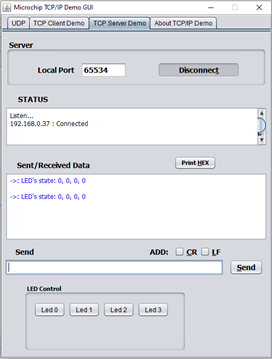 Microchip TCP/IP Demo GUI
UDP TCP Client Demo TCP Server Demo About TCP/IP Demo
Server
Local Port 65534 Disconnect
STATUS
Listen...
192.168.0.37 : Connected
Sent/Received Data Print HEX
->: LED's state: 0, 0, 0, 0
->: LED's state: 0, 0, 0, 0
Send ADD: CR LF
Send
LED Control
Led 0 Led 1 Led 2 Led 3